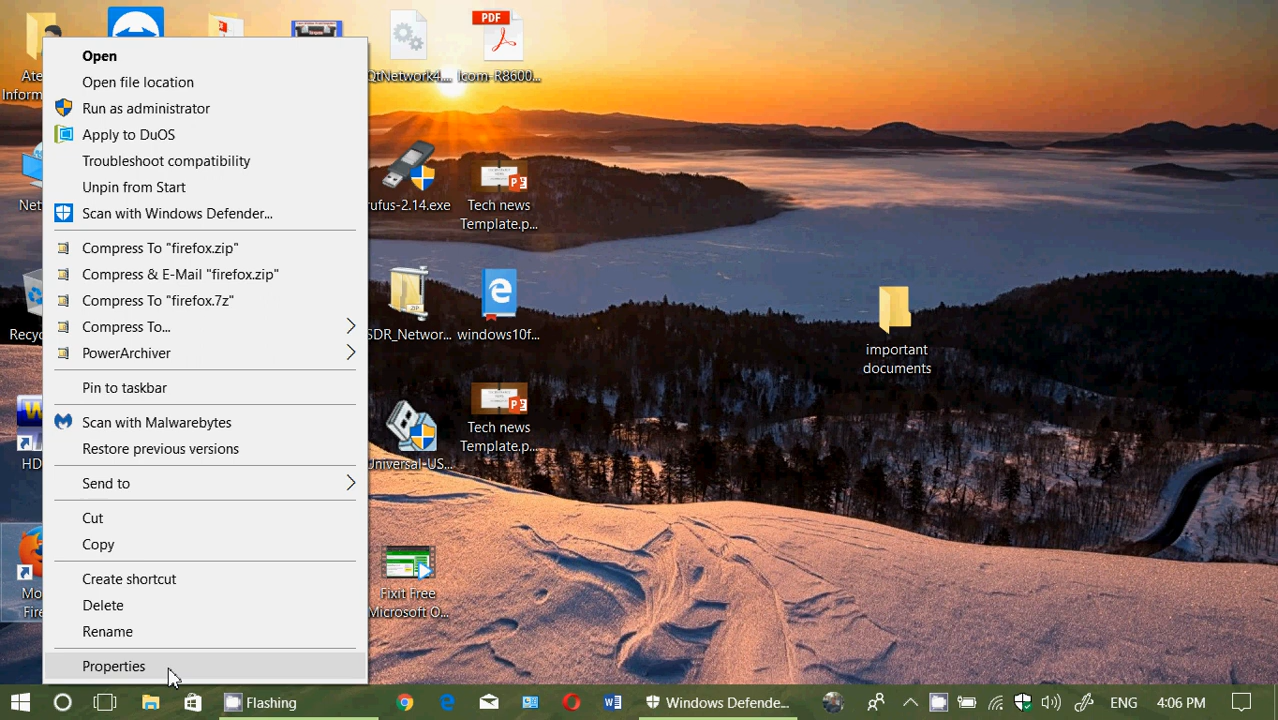 Open
Open file location
Run as administrator
Apply to DuOS
Troubleshoot compatibility
Unpin from Start
Scan with Windows Defender...
Compress To "firefox.zip"
Compress & E-Mail "firefox.zip"
Compress To "firefox.7z"
Compress To...
PowerArchiver
Pin to taskbar
Scan with Malwarebytes
Restore previous versions
Send to
Cut
Copy
Create shortcut
Delete
Rename
Properties
Ate
Inform
Net
Recyc
HD
Mo
Fire
QtNetwork4....
PDF
Icom-R8600...
rufus-2.14.exe
Tech news
Template.p...
ZIP
SDR_Networ...
windows10f...
Universal-US...
Tech news
Template.p...
Fixit Free
Microsoft O...
important
documents
Flashing
Windows Defende...
ENG
4:06 PM